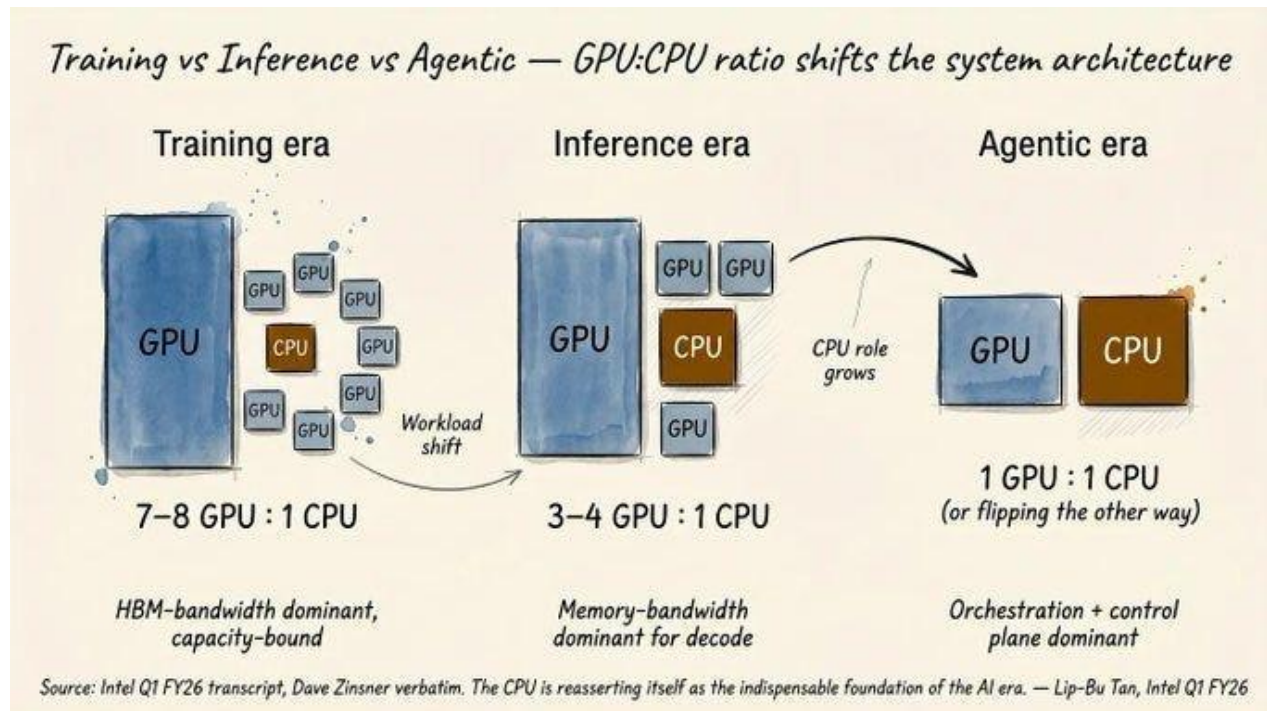 Training vs Inference vs Agentic — GPU:CPU ratio shifts the system architecture
Training era
GPU
GPU
GPU
GPU
CPU
GPU
GPU
GPU
GPU
Workload
shift
7–8 GPU : 1 CPU
HBM-bandwidth dominant,
capacity-bound
Inference era
GPU
GPU
GPU
CPU
GPU
CPU role
grows
3–4 GPU : 1 CPU
Memory-bandwidth
dominant for decode
Agentic era
GPU
CPU
1 GPU : 1 CPU
(or flipping the other way)
Orchestration + control
plane dominant
Source: Intel Q1 FY26 transcript, Dave Zinsner verbatim. The CPU is reasserting itself as the indispensable foundation of the AI era. — Lip-Bu Tan, Intel Q1 FY26